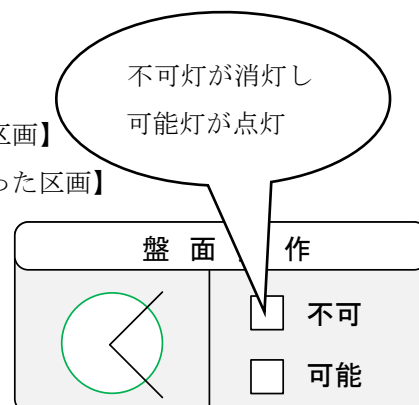 不可灯が消灯し
可能灯が点灯
区画】
った区画】
盤 面 作
不可
可能